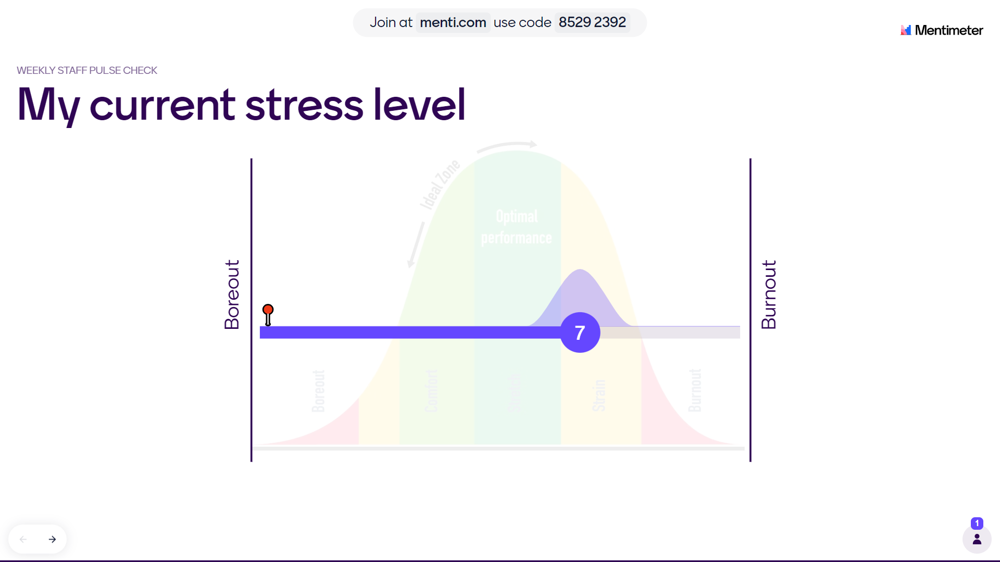 Join at menti.com use code 8529 2392
Mentimeter
WEEKLY STAFF PULSE CHECK
My current stress level
Ideal Zone
Optimal
performance
Boreout
Burnout
7
Boreout
Comfort
Stretch
Strain
Burnout
1